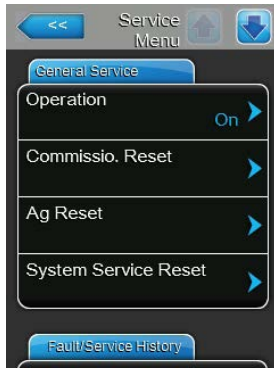 <<
Service
Menu
General Service
Operation
On
Commissio. Reset
Ag Reset
System Service Reset
Fault/Service History